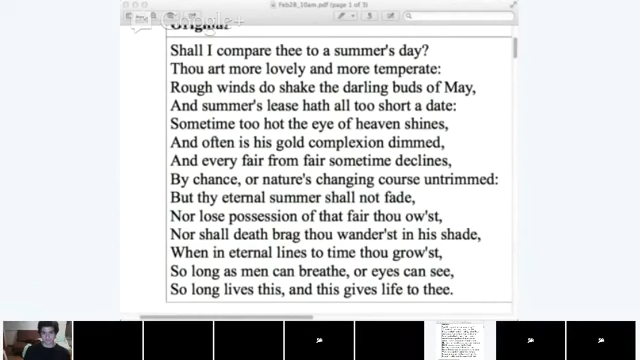 Feb28_10am.pdf (page 1 of 3)
Google+
Original
Shall I compare thee to a summer's day?
Thou art more lovely and more temperate:
Rough winds do shake the darling buds of May,
And summer's lease hath all too short a date:
Sometime too hot the eye of heaven shines,
And often is his gold complexion dimmed,
And every fair from fair sometime declines,
By chance, or nature's changing course untrimmed:
But thy eternal summer shall not fade,
Nor lose possession of that fair thou ow'st,
Nor shall death brag thou wander'st in his shade,
When in eternal lines to time thou grow'st,
So long as men can breathe, or eyes can see,
So long lives this, and this gives life to thee.